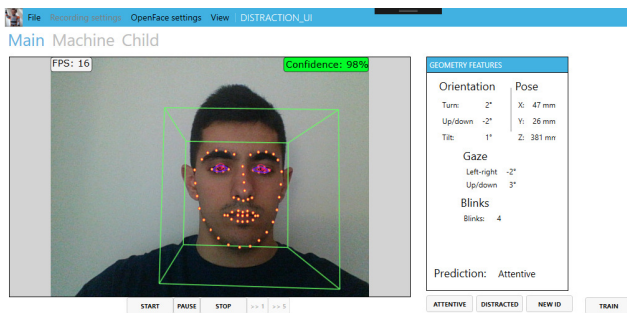 File Recording settings OpenFace settings View DISTRACTION_UI
Main Machine Child
FPS: 16
Confidence: 98%
GEOMETRY FEATURES
Orientation Pose
Turn: 2° X: 47 mm
Up/down -2° Y: 26 mm
Tilt: 1° Z: 381 mm
Gaze
Left-right -2°
Up/down 3°
Blinks
Blinks: 4
Prediction: Attentive
START PAUSE STOP >> 1 >> 5
ATTENTIVE DISTRACTED NEW ID TRAIN